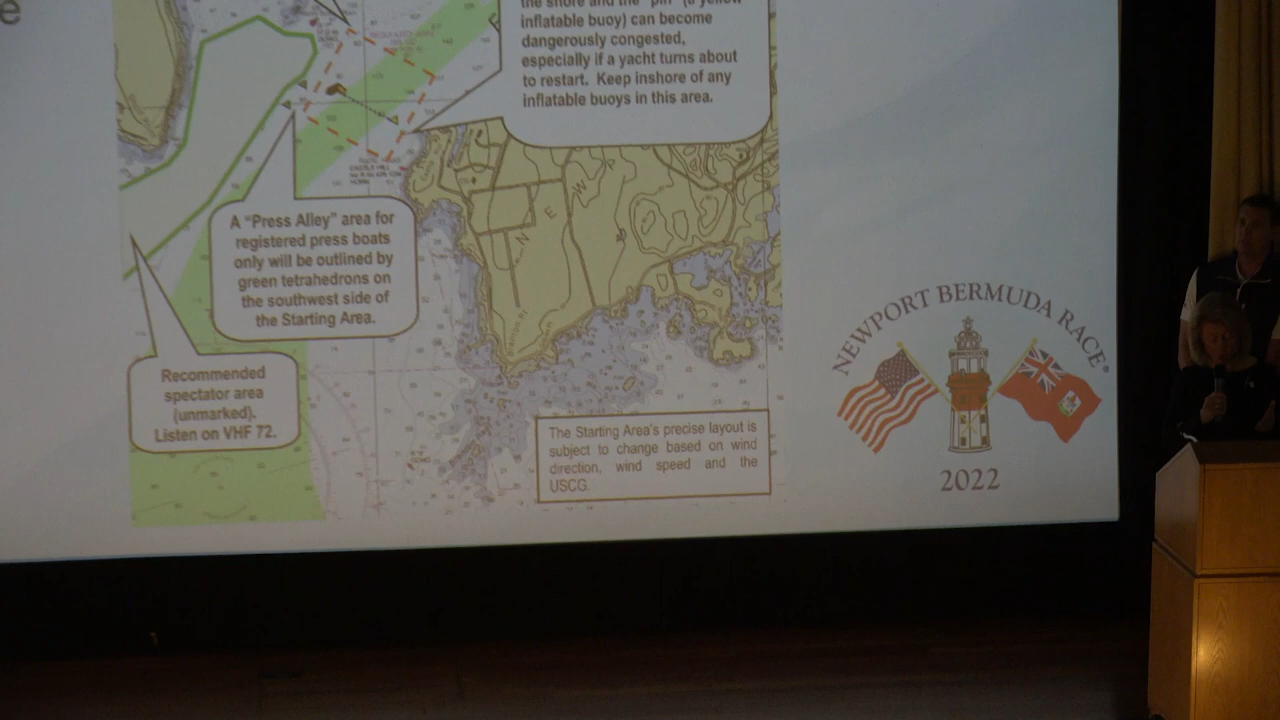 e
the shore and the "pin" (a yellow
inflatable buoy) can become
dangerously congested,
especially if a yacht turns about
to restart. Keep inshore of any
inflatable buoys in this area.
A "Press Alley" area for
registered press boats
only will be outlined by
green tetrahedrons on
the southwest side of
the Starting Area.
Recommended
spectator area
(unmarked).
Listen on VHF 72.
N E W
The Starting Area's precise layout is
subject to change based on wind
direction, wind speed and the
USCG.
NEWPORT BERMUDA RACE®
2022